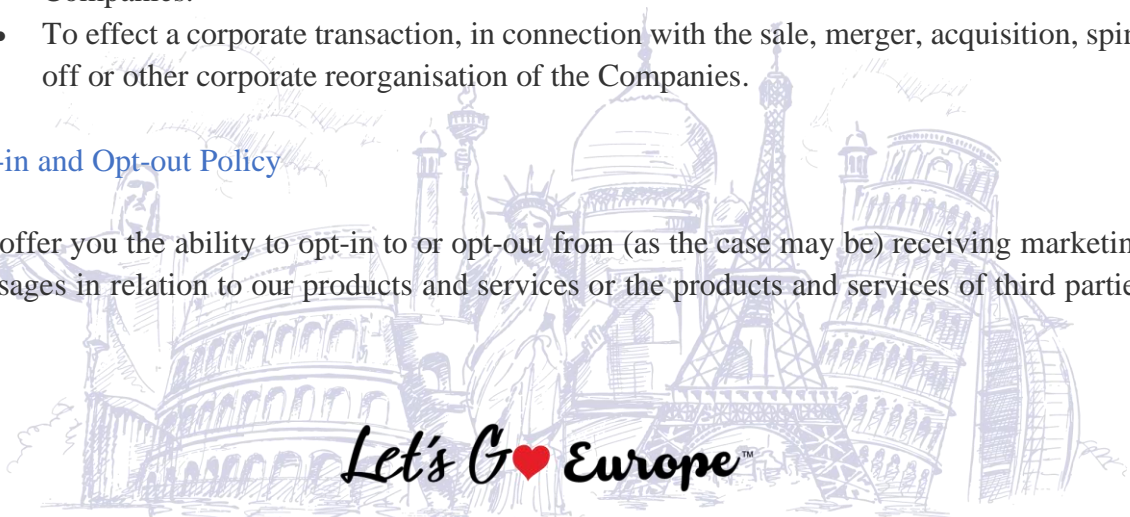 Companies.
• To effect a corporate transaction, in connection with the sale, merger, acquisition, spin
off or other corporate reorganisation of the Companies.
-in and Opt-out Policy
offer you the ability to opt-in to or opt-out from (as the case may be) receiving marketin
sages in relation to our products and services or the products and services of third partie
Let's G♥ Europe™